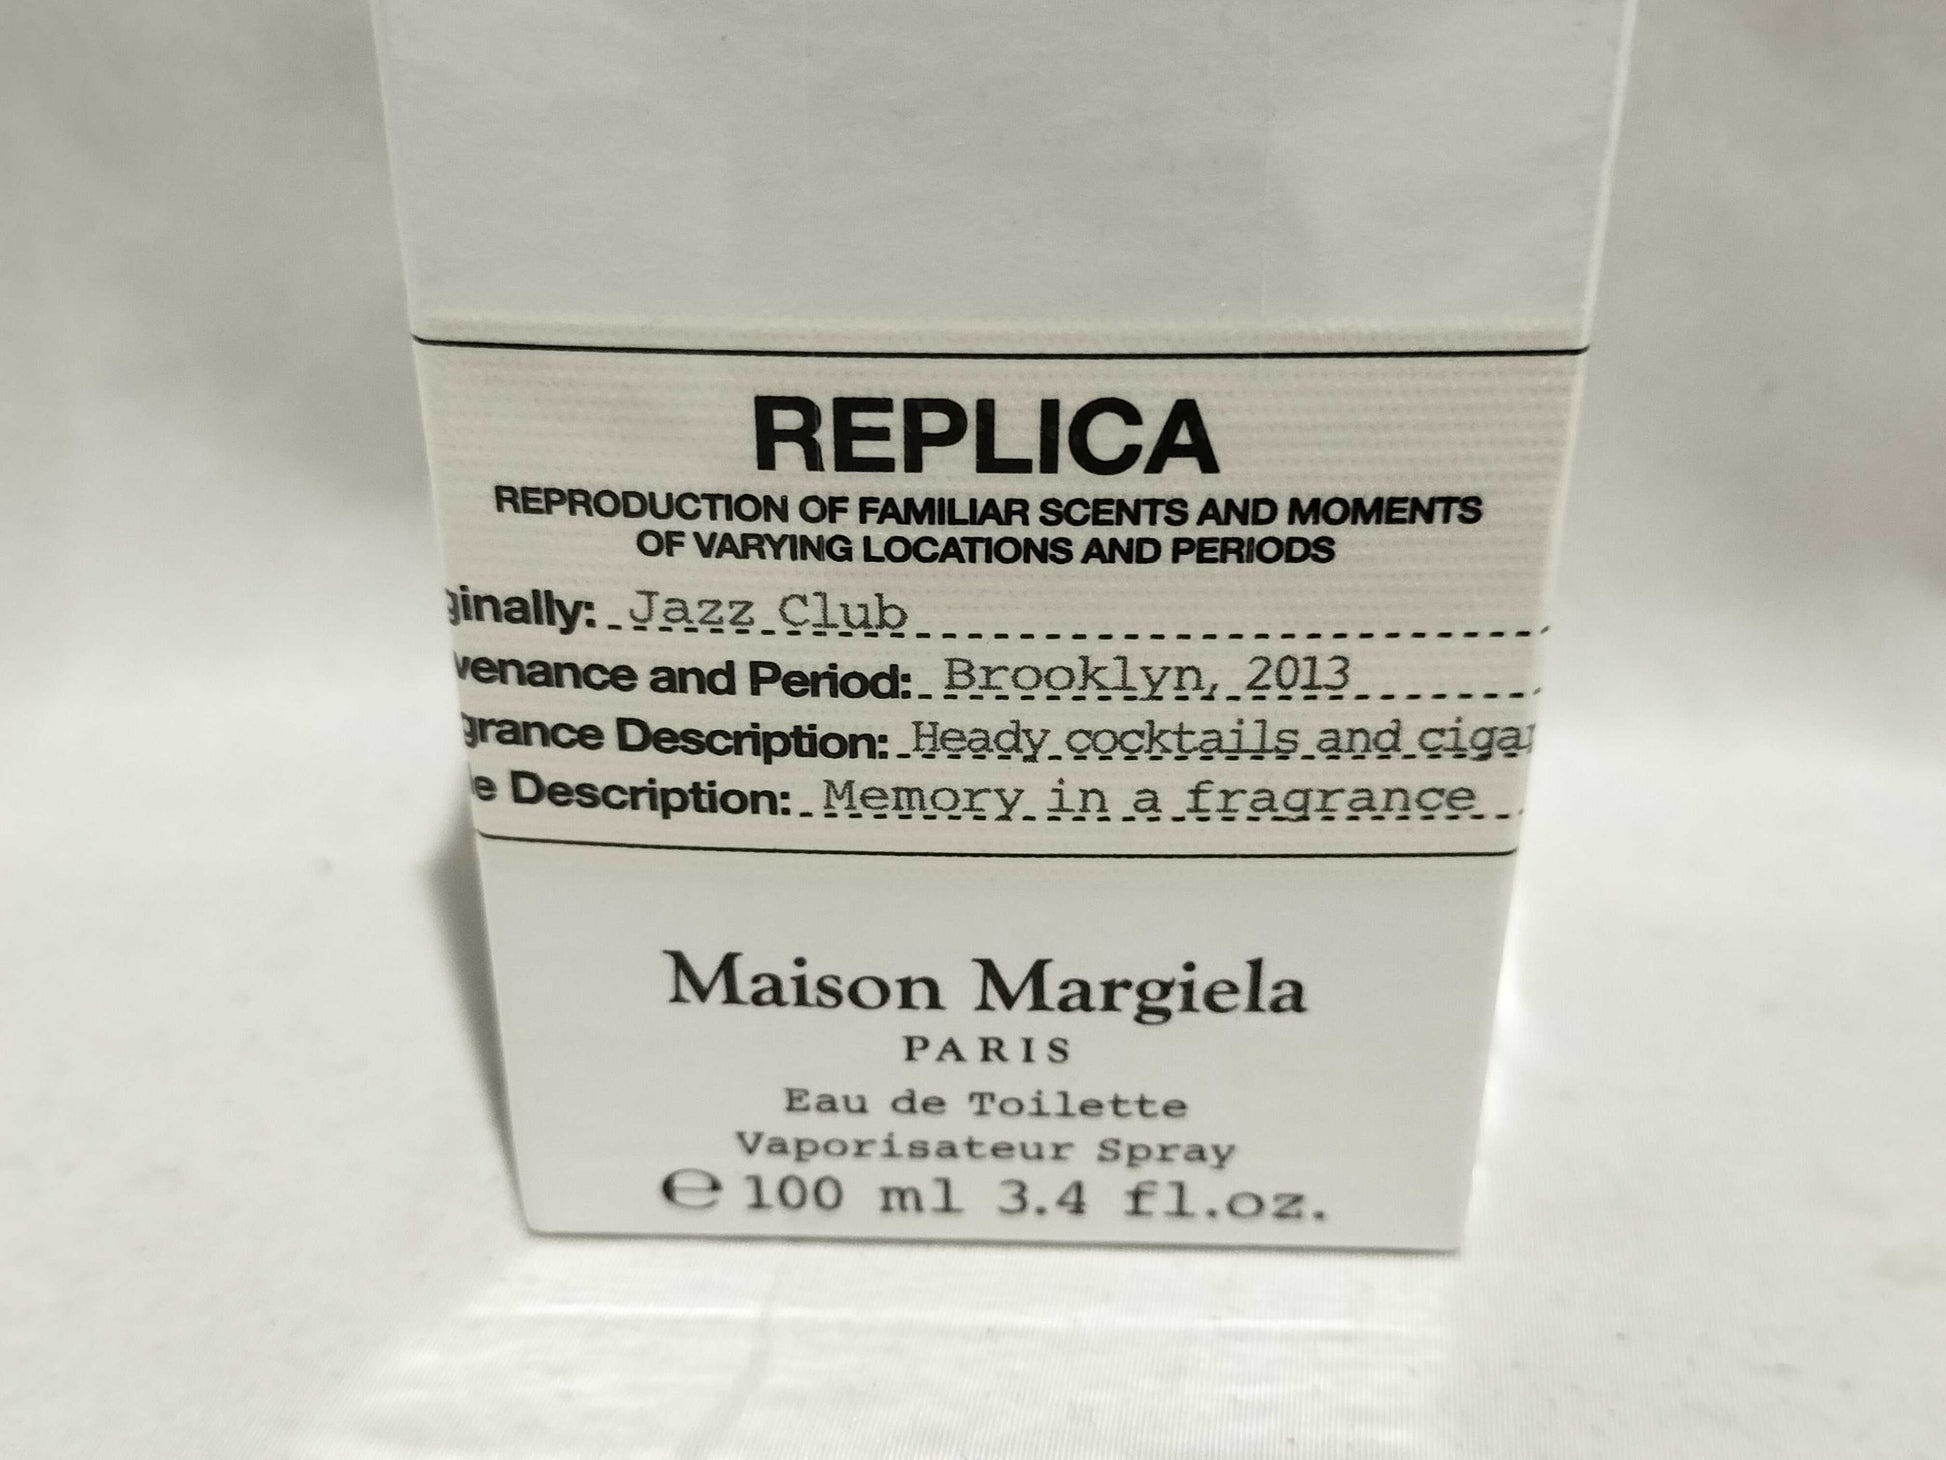 REPLICA
REPRODUCTION OF FAMILIAR SCENTS AND MOMENTS
OF VARYING LOCATIONS AND PERIODS
ginally: Jazz Club
venance and Period: Brooklyn, 2013
grance Description: Heady cocktails and cigar
e Description: Memory in a fragrance
Maison Margiela
PARIS
Eau de Toilette
Vaporisateur Spray
℮ 100 ml 3.4 fl.oz.